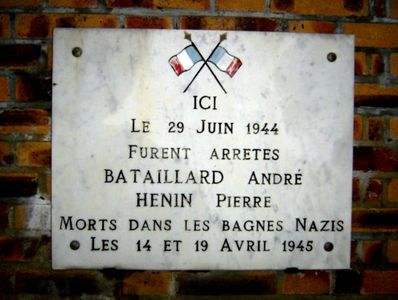 ICI
LE 29 JUIN 1944
FURENT ARRETES
BATAILLARD ANDRÉ
HENIN PIERRE
MORTS DANS LES BAGNES NAZIS
LES 14 ET 19 AVRIL 1945